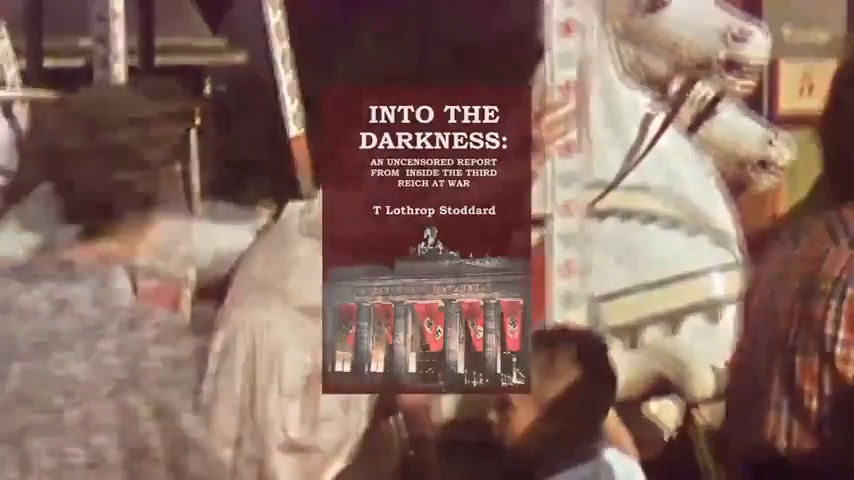 INTO THE
DARKNESS:
AN UNCENSORED REPORT
FROM INSIDE THE THIRD
REICH AT WAR
T Lothrop Stoddard